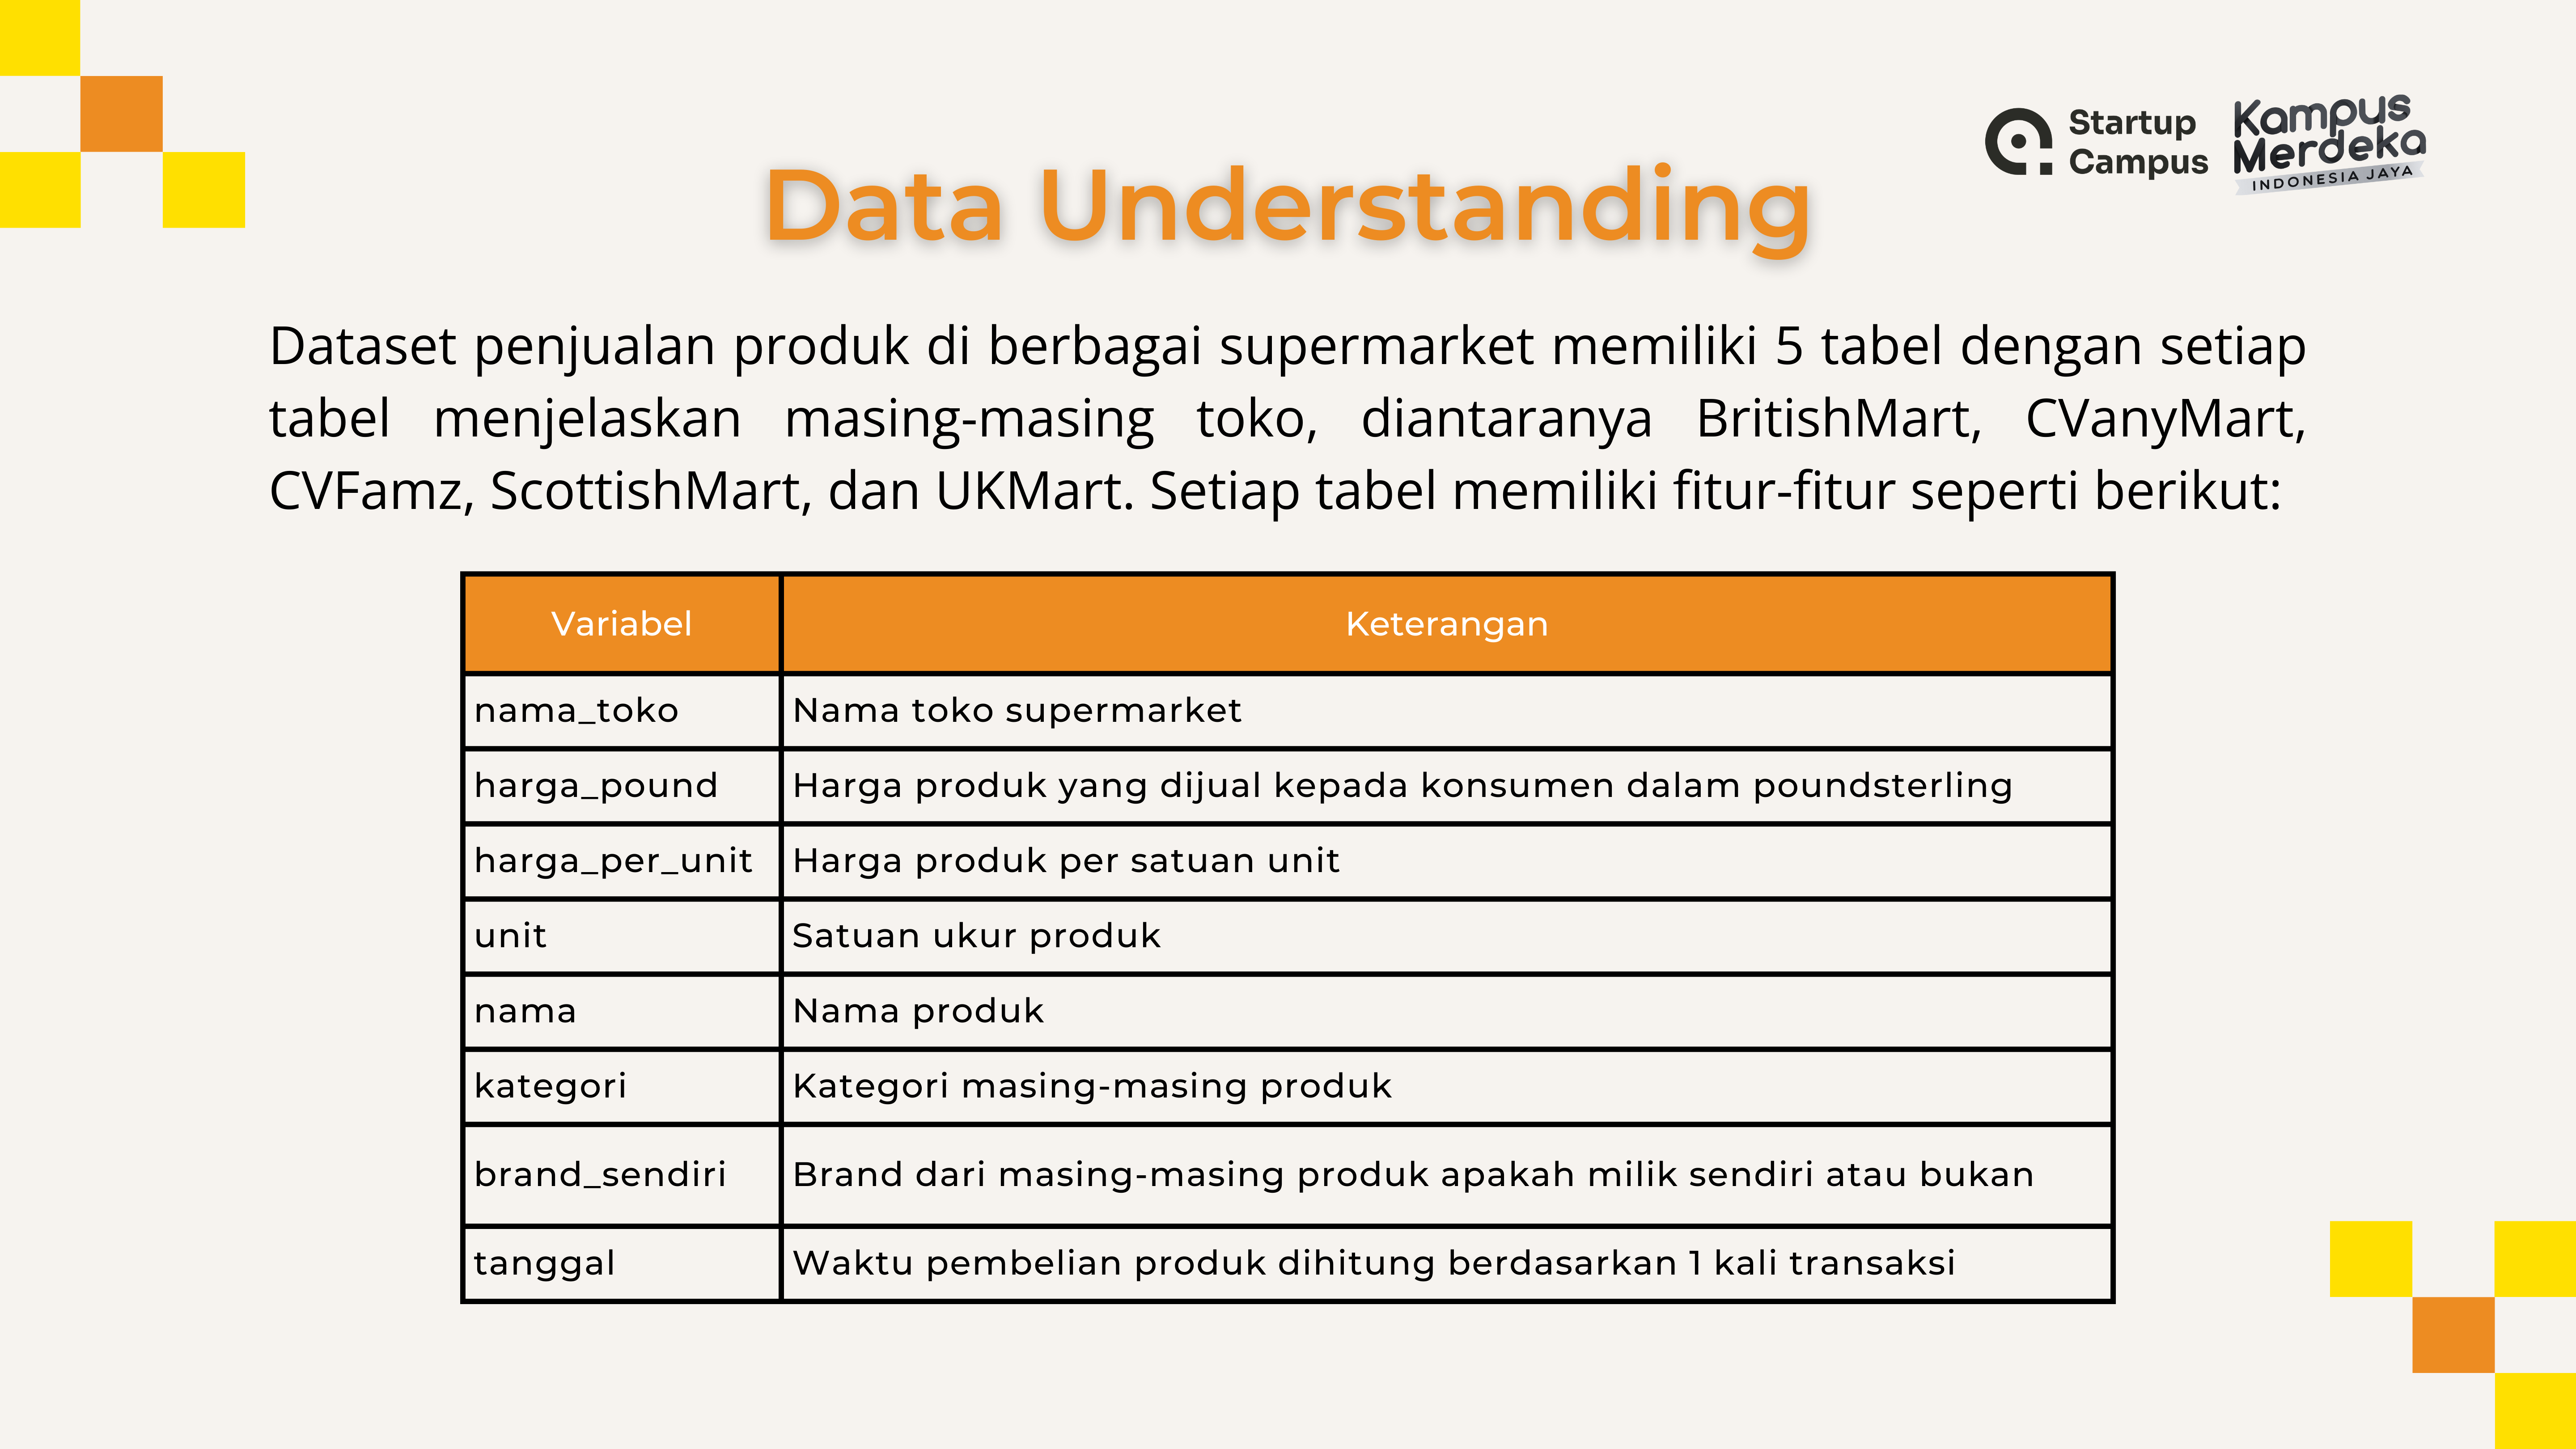 Startup
Campus
Kampus
Merdeka
INDONESIA JAYA
Data Understanding
Dataset penjualan produk di berbagai supermarket memiliki 5 tabel dengan setiap
tabel menjelaskan masing-masing toko, diantaranya BritishMart, CVanyMart,
CVFamz, ScottishMart, dan UKMart. Setiap tabel memiliki fitur-fitur seperti berikut:
Variabel Keterangan
nama_toko Nama toko supermarket
harga_pound Harga produk yang dijual kepada konsumen dalam poundsterling
harga_per_unit Harga produk per satuan unit
unit Satuan ukur produk
nama Nama produk
kategori Kategori masing-masing produk
brand_sendiri Brand dari masing-masing produk apakah milik sendiri atau bukan
tanggal Waktu pembelian produk dihitung berdasarkan 1 kali transaksi